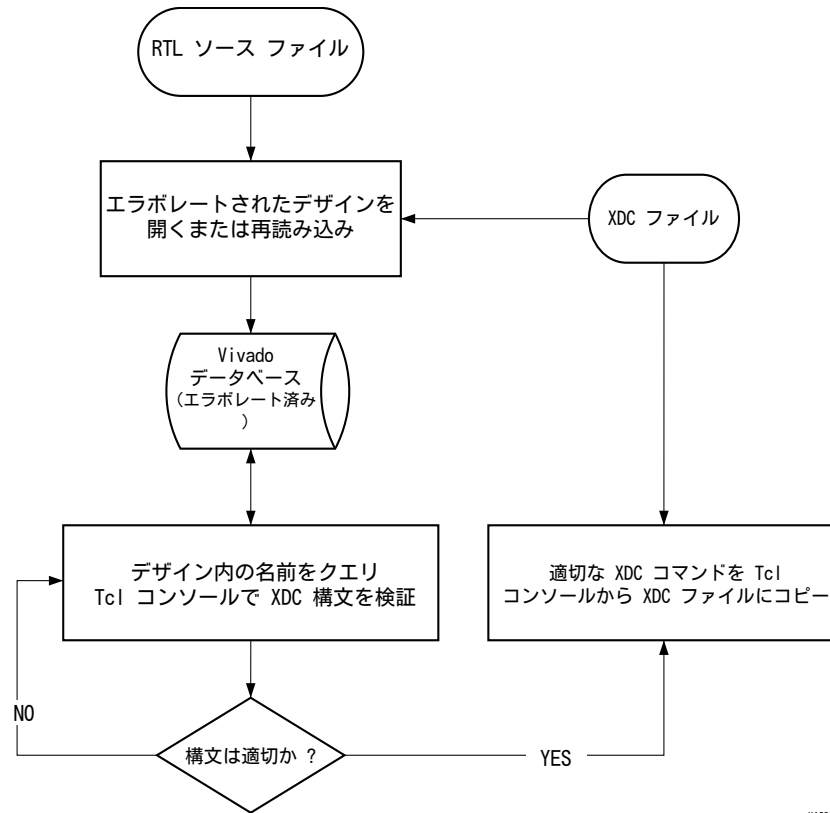 RTL ソース ファイル
エラボレートされたデザインを
開くまたは再読み込み
XDC ファイル
Vivado
データベース
(エラボレート済み
)
デザイン内の名前をクエリ
Tcl コンソールで XDC 構文を検証
適切な XDC コマンドを Tcl
コンソールから XDC ファイルにコピー
NO
構文は適切か ?
YES